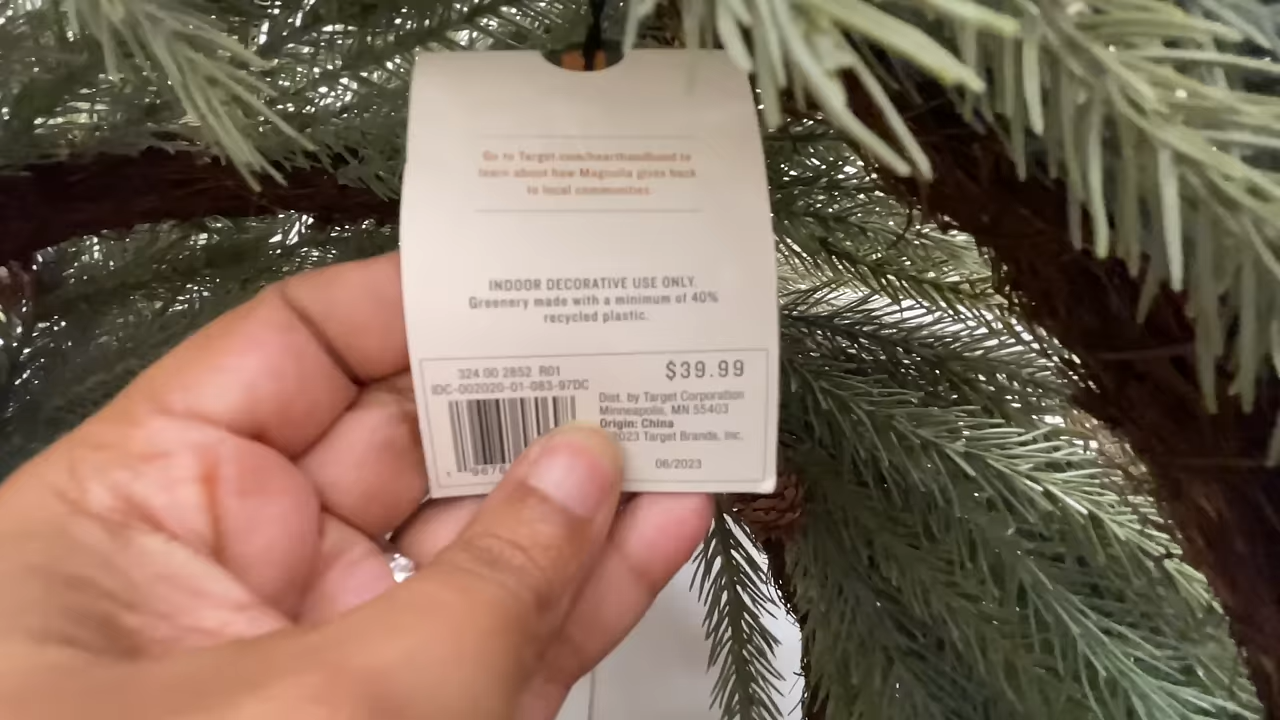 Go to Target.com/hearthandhand to
learn about how Magnolia gives back
to local communities.
INDOOR DECORATIVE USE ONLY.
Greenery made with a minimum of 40%
recycled plastic.
324 00 2852 R01
IDC-002020-01-083-97DC
$39.99
Dist. by Target Corporation
Minneapolis, MN 55403
Origin: China
2023 Target Brands, Inc.
06/2023